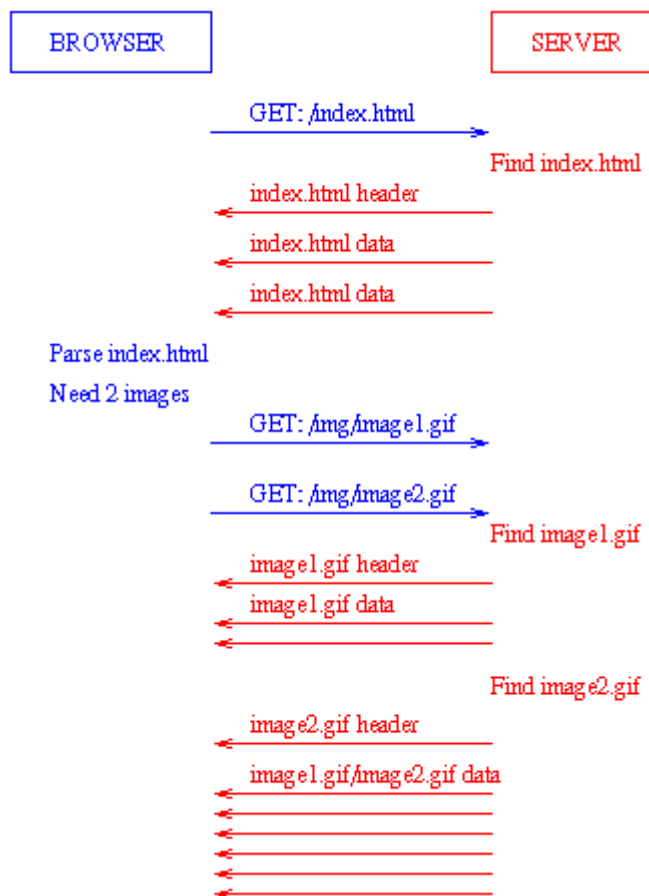 BROWSER
SERVER
GET: /index.html
Find index.html
index.html header
index.html data
index.html data
Parse index.html
Need 2 images
GET: /img/image1.gif
GET: /img/image2.gif
Find image1.gif
image1.gif header
image1.gif data
Find image2.gif
image2.gif header
image1.gif/image2.gif data